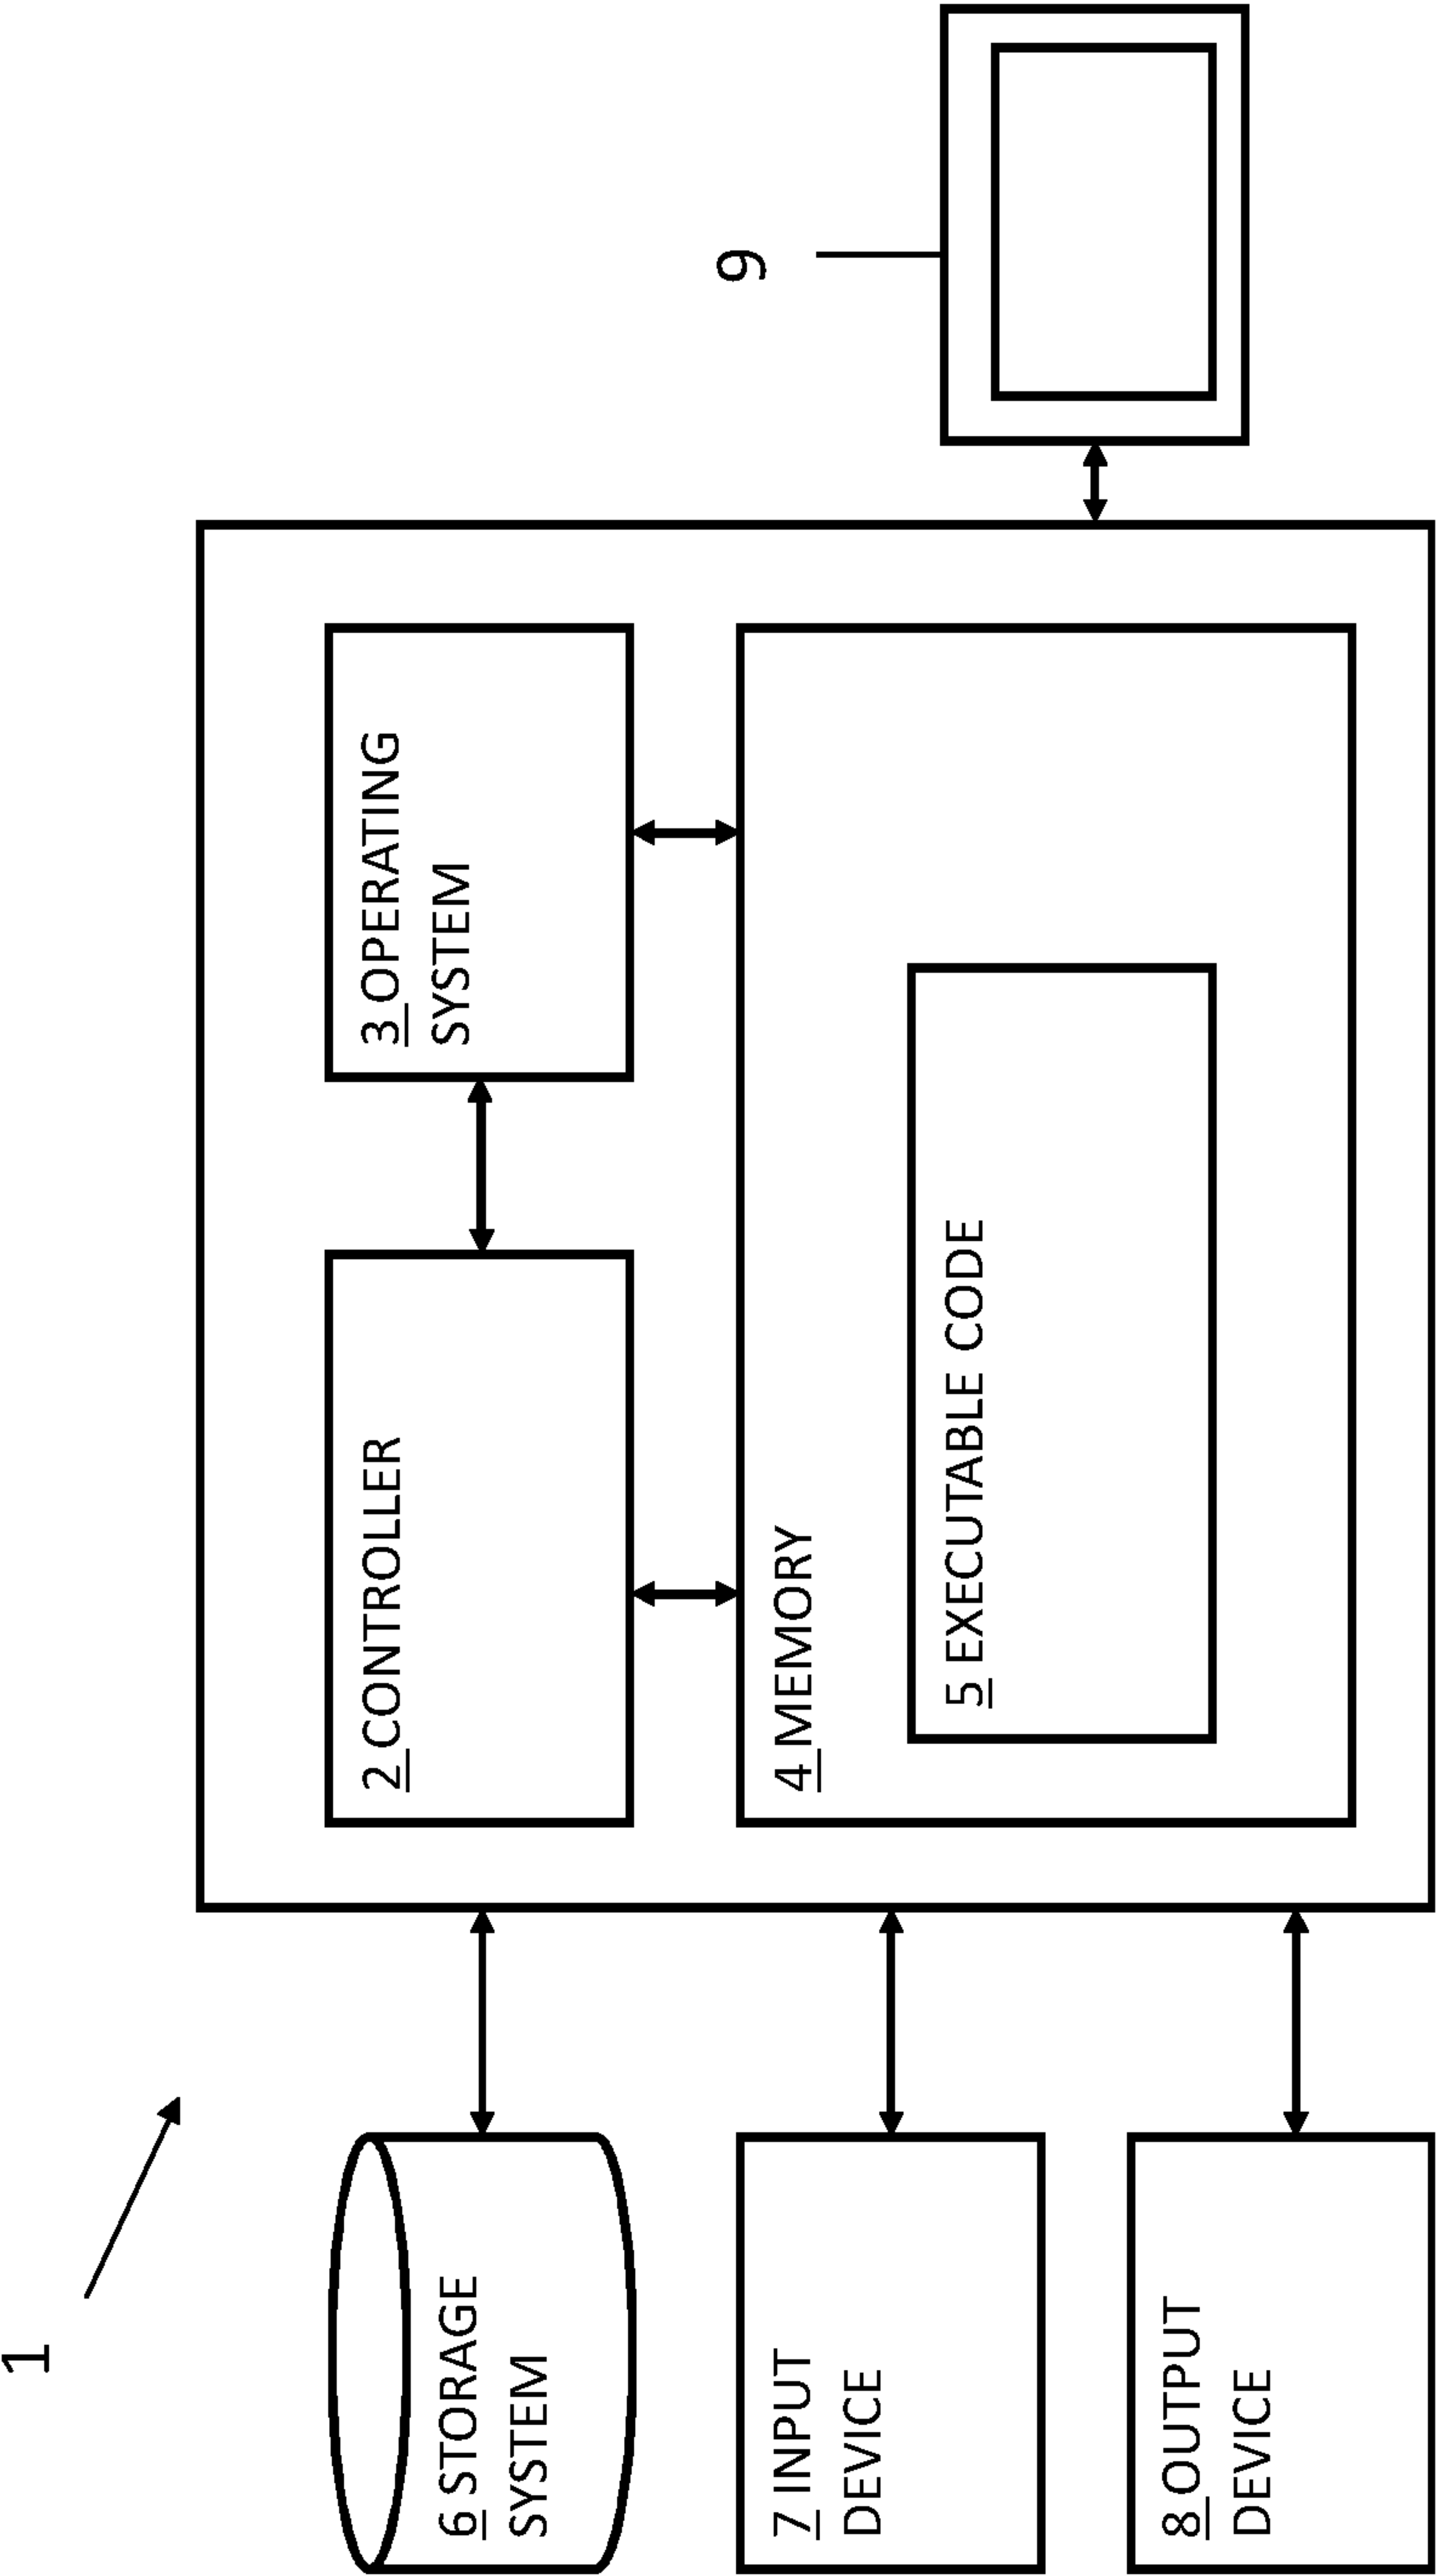 1
6 STORAGE
SYSTEM
7 INPUT
DEVICE
8 OUTPUT
DEVICE
2 CONTROLLER
3 OPERATING
SYSTEM
4 MEMORY
5 EXECUTABLE CODE
9